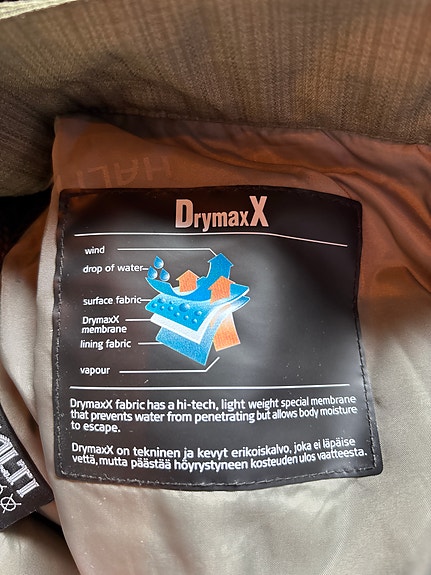 HALTI
DrymaxX
wind
drop of water
surface fabric
DrymaxX
membrane
lining fabric
vapour
DrymaxX fabric has a hi-tech, light weight special membrane
that prevents water from penetrating but allows body moisture
to escape.
DrymaxX on tekninen ja kevyt erikoiskalvo, joka ei läpäise
vettä, mutta päästää höyrystyneen kosteuden ulos vaatteesta.